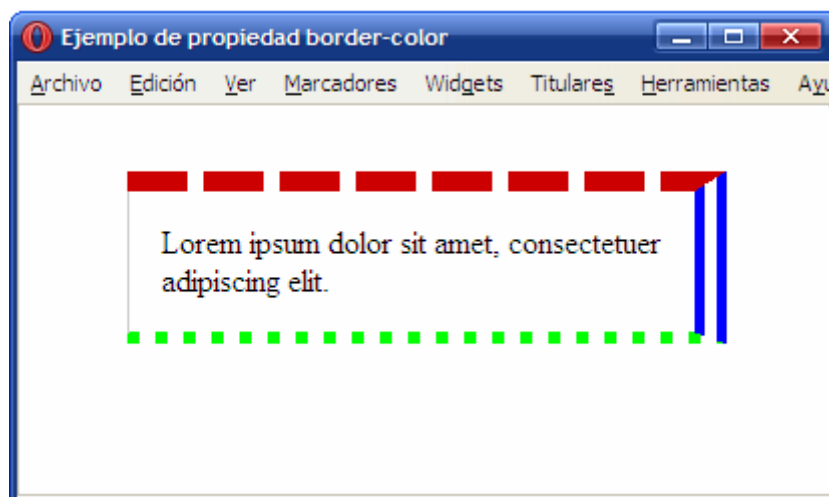 Ejemplo de propiedad border-color
Archivo Edición Ver Marcadores Widgets Titulares Herramientas Ayu
Lorem ipsum dolor sit amet, consectetuer
adipiscing elit.